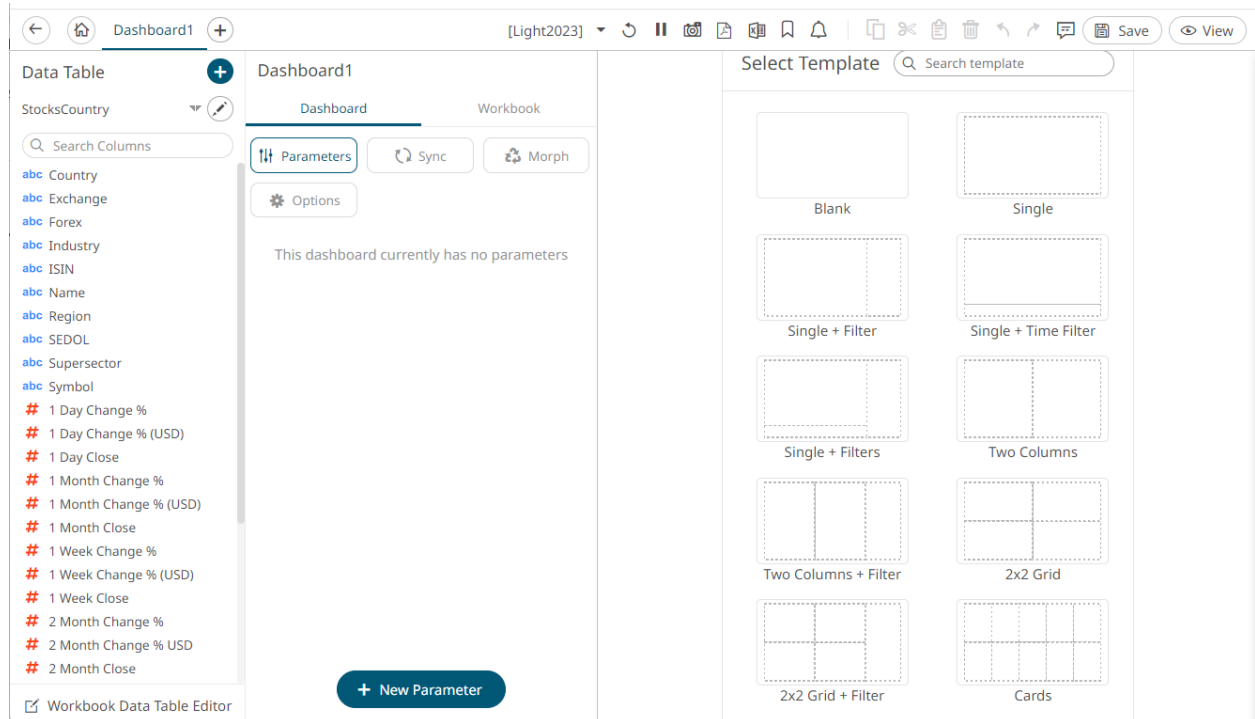 Dashboard1
[Light2023]
Save
View
Data Table
StocksCountry
Search Columns
abc Country
abc Exchange
abc Forex
abc Industry
abc ISIN
abc Name
abc Region
abc SEDOL
abc Supersector
abc Symbol
# 1 Day Change %
# 1 Day Change % (USD)
# 1 Day Close
# 1 Month Change %
# 1 Month Change % (USD)
# 1 Month Close
# 1 Week Change %
# 1 Week Change % (USD)
# 1 Week Close
# 2 Month Change %
# 2 Month Change % USD
# 2 Month Close
Workbook Data Table Editor
Dashboard1
Dashboard
Workbook
Parameters
Sync
Morph
Options
This dashboard currently has no parameters
+ New Parameter
Select Template
Search template
Blank
Single
Single + Filter
Single + Time Filter
Single + Filters
Two Columns
Two Columns + Filter
2x2 Grid
2x2 Grid + Filter
Cards